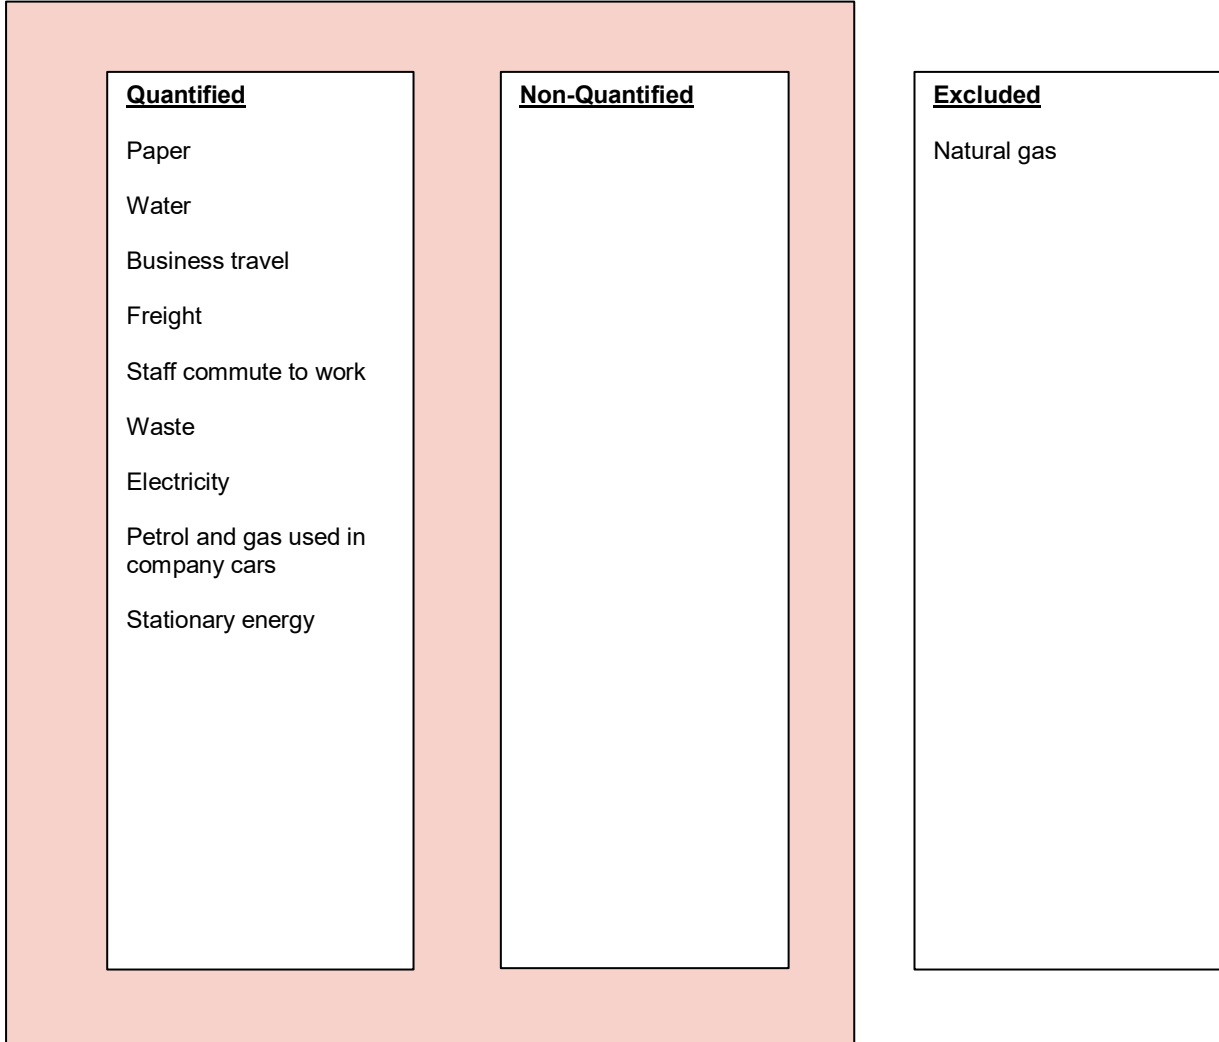 Quantified
Paper
Water
Business travel
Freight
Staff commute to work
Waste
Electricity
Petrol and gas used in
company cars
Stationary energy
Non-Quantified
Excluded
Natural gas